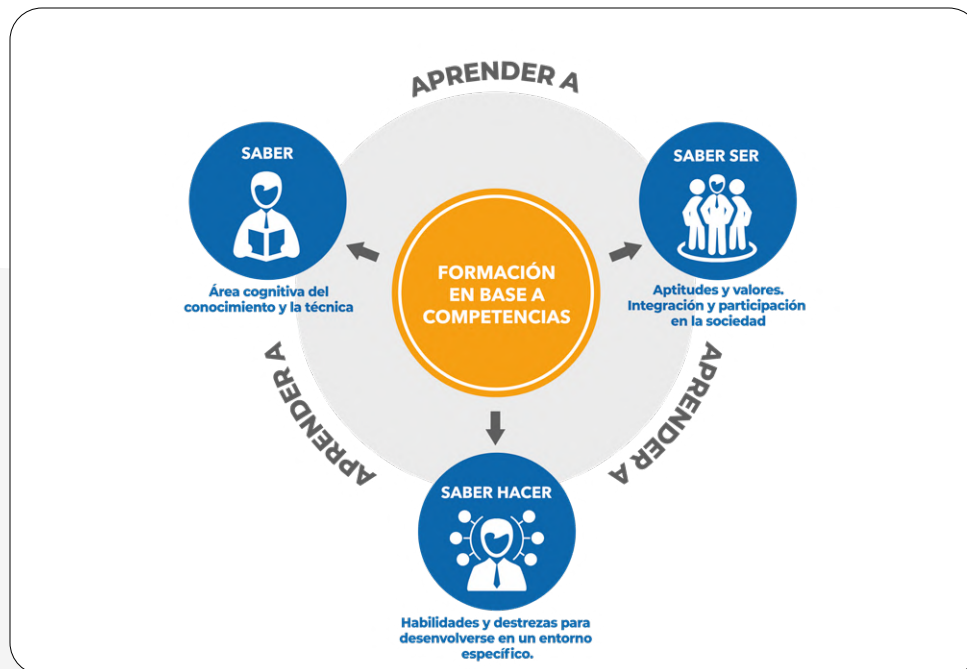 APRENDER A
SABER
Área cognitiva del
conocimiento y la técnica
SABER SER
Aptitudes y valores.
Integración y participación
en la sociedad
FORMACIÓN
EN BASE A
COMPETENCIAS
APRENDER A
APRENDER A
SABER HACER
Habilidades y destrezas para
desenvolverse en un entorno
específico.